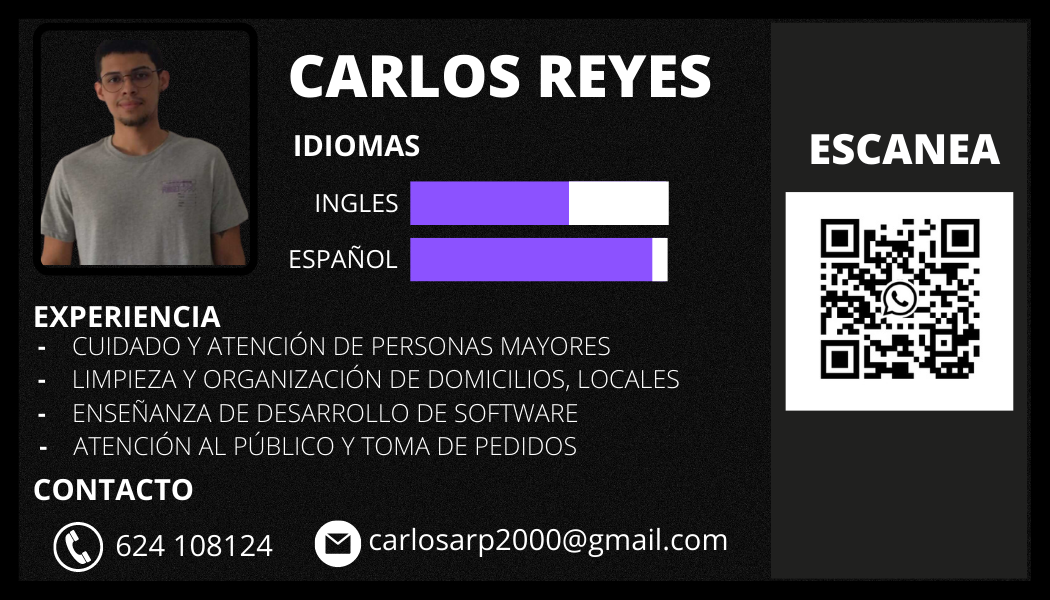 CARLOS REYES
IDIOMAS
INGLES
ESPAÑOL
EXPERIENCIA
- CUIDADO Y ATENCIÓN DE PERSONAS MAYORES
- LIMPIEZA Y ORGANIZACIÓN DE DOMICILIOS, LOCALES
- ENSEÑANZA DE DESARROLLO DE SOFTWARE
- ATENCIÓN AL PÚBLICO Y TOMA DE PEDIDOS
CONTACTO
624 108124
carlosarp2000@gmail.com
ESCANEA